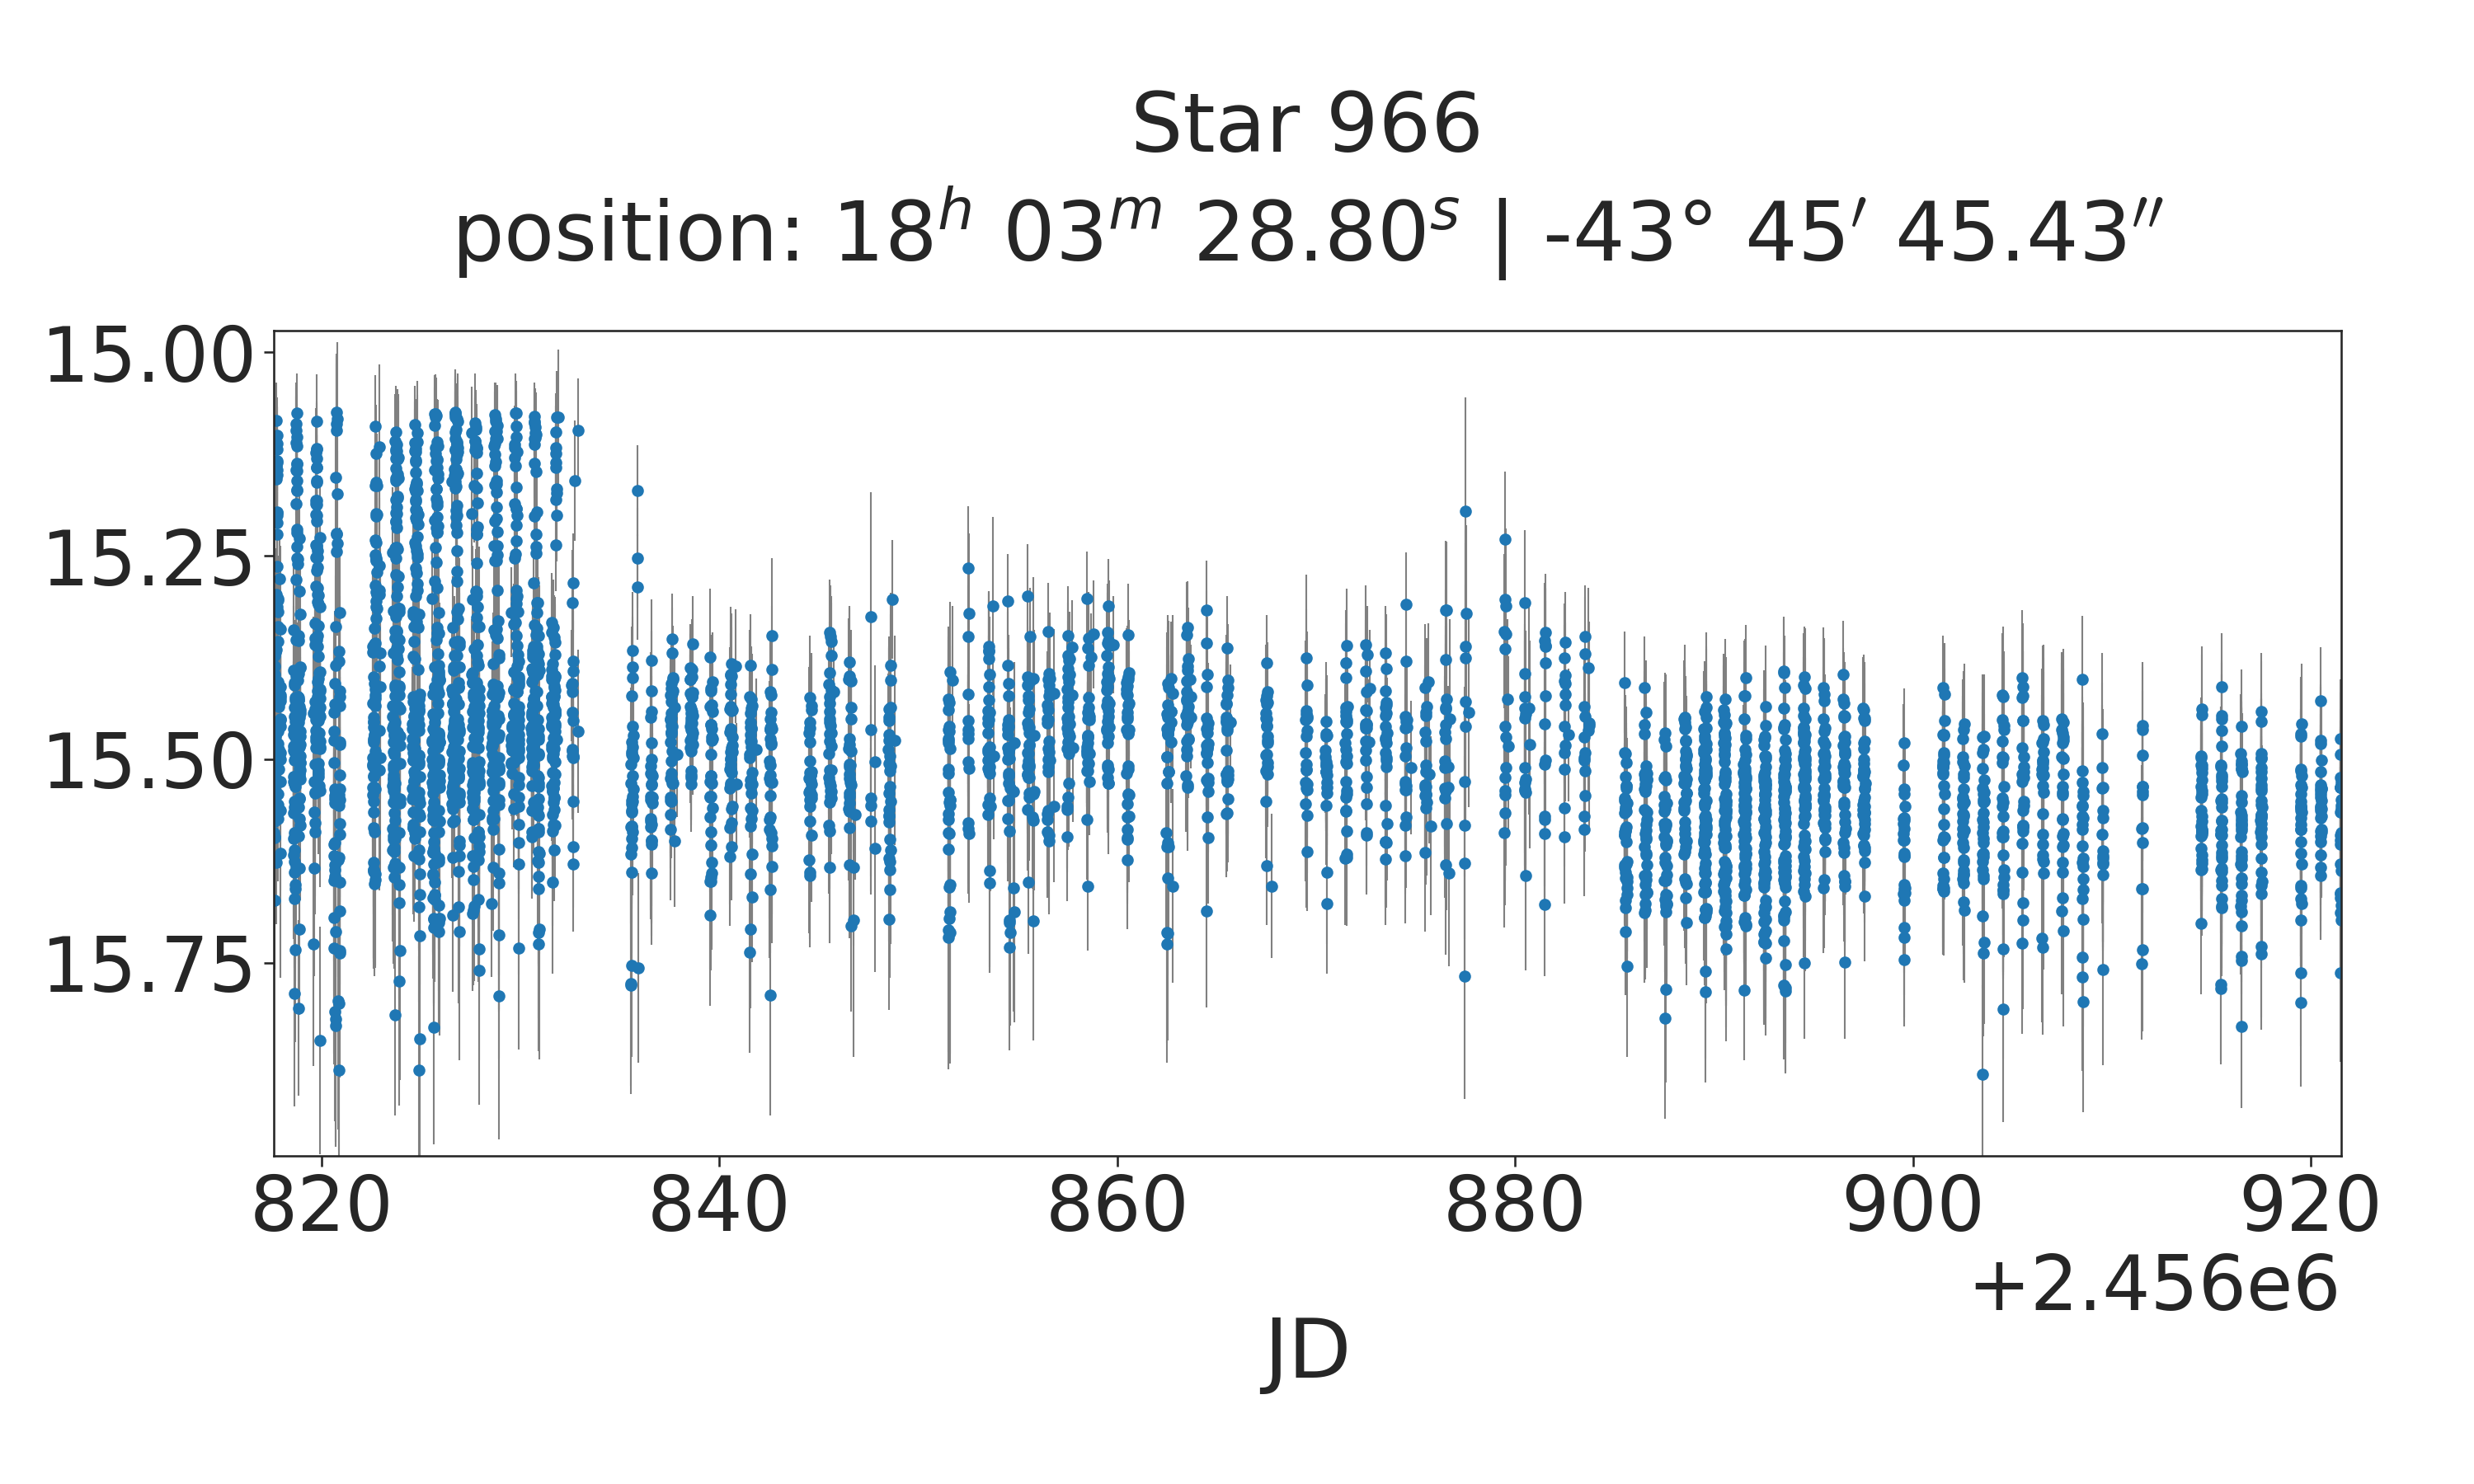 Star 966
position: 18ʰ 03ᵐ 28.80ˢ | -43° 45′ 45.43′′
15.00
15.25
15.50
15.75
820 840 860 880 900 920
+2.456e6
JD